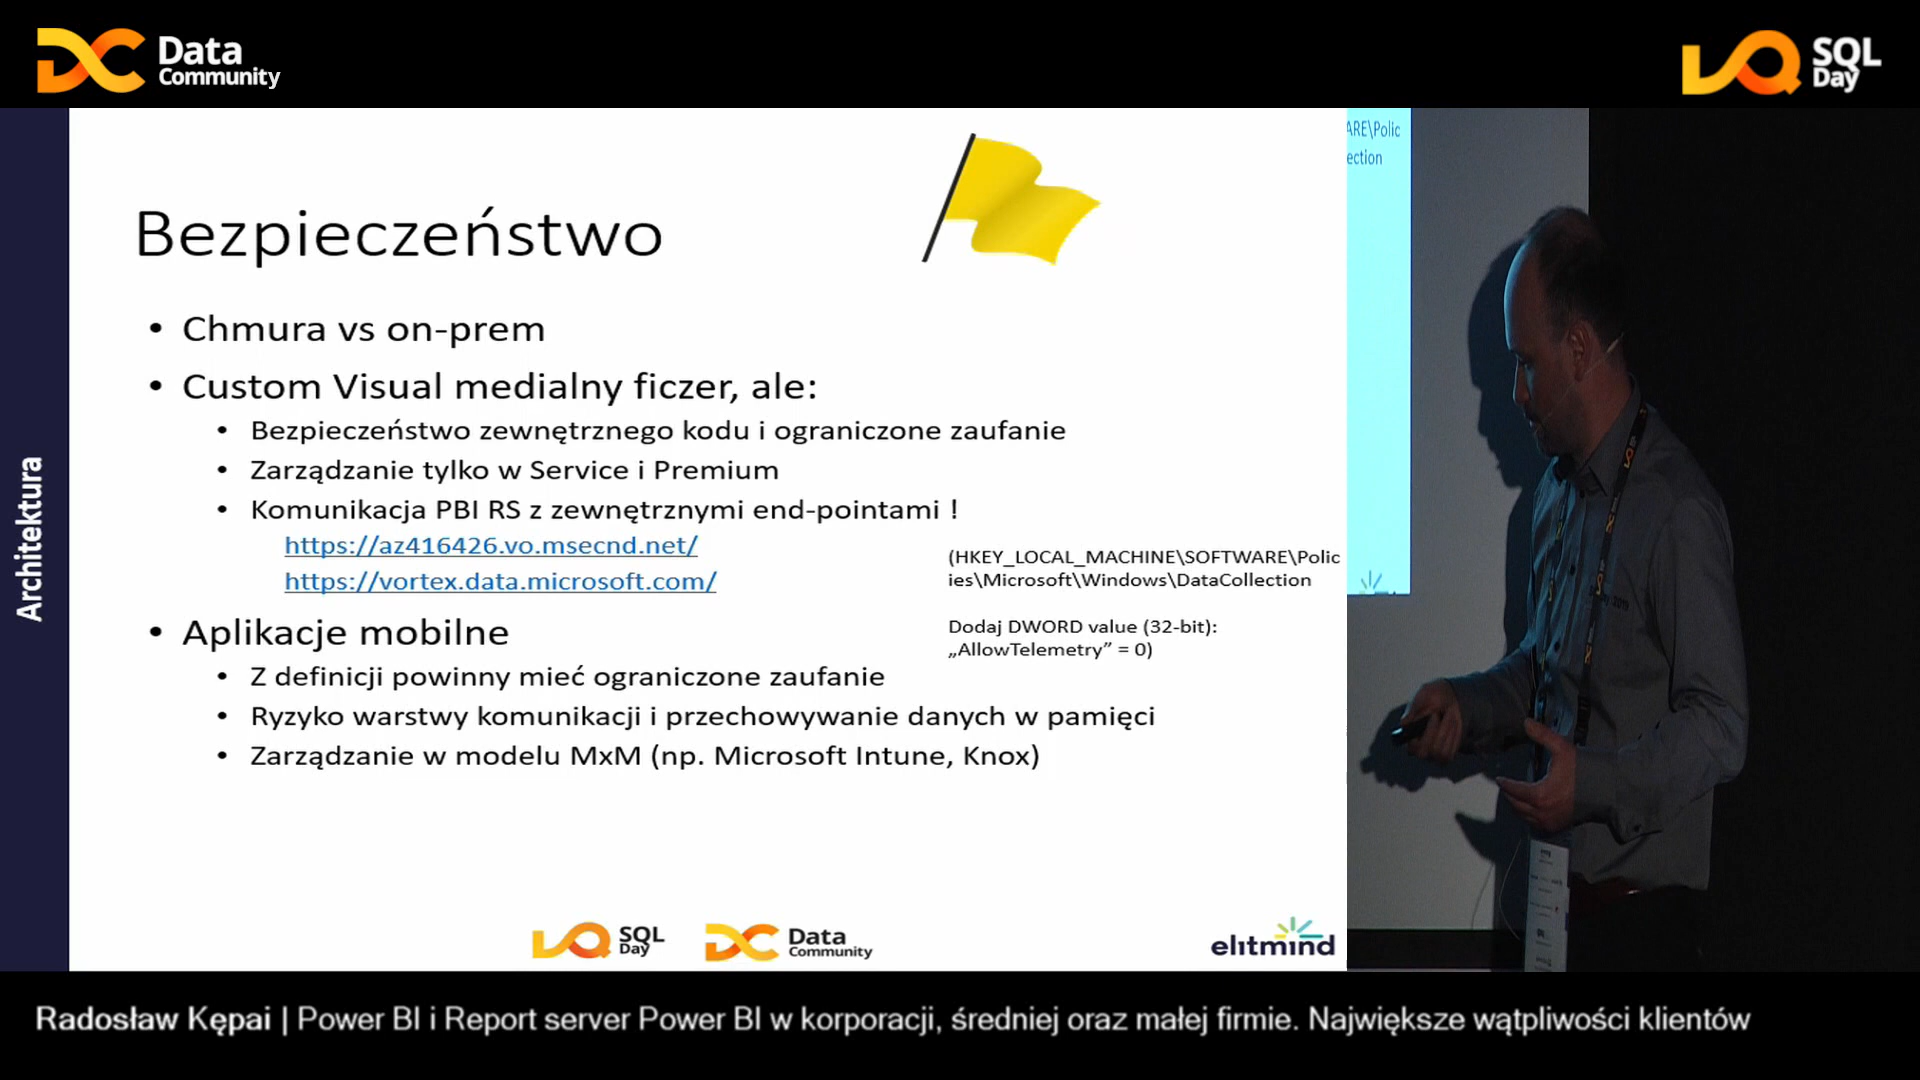 Data
Community
SQL
Day
ARE\Polic
ection
Architektura
Bezpieczeństwo
• Chmura vs on-prem
• Custom Visual medialny ficzer, ale:
• Bezpieczeństwo zewnętrznego kodu i ograniczone zaufanie
• Zarządzanie tylko w Service i Premium
• Komunikacja PBI RS z zewnętrznymi end-pointami !
https://az416426.vo.msecnd.net/
https://vortex.data.microsoft.com/
(HKEY_LOCAL_MACHINE\SOFTWARE\Polic
ies\Microsoft\Windows\DataCollection
Dodaj DWORD value (32-bit):
„AllowTelemetry” = 0)
• Aplikacje mobilne
• Z definicji powinny mieć ograniczone zaufanie
• Ryzyko warstwy komunikacji i przechowywanie danych w pamięci
• Zarządzanie w modelu MxM (np. Microsoft Intune, Knox)
SQL
Day
Data
Community
elitmind
Radosław Kępai | Power BI i Report server Power BI w korporacji, średniej oraz małej firmie. Największe wątpliwości klientów